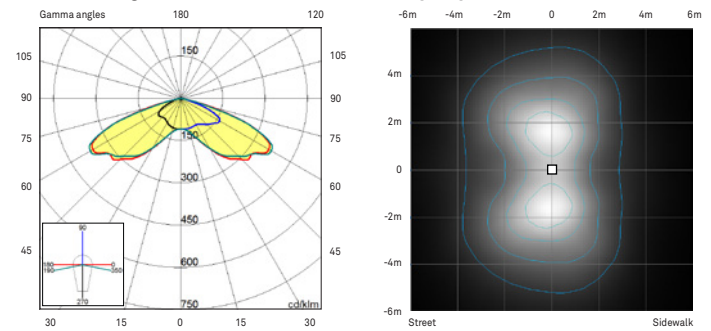 Gamma angles 180 120
105 105
90 90
75 75
60 60
45 45
30 15 0 15 30
150
150
300
450
600
750
cd/klm
90
180 0
190 350
270
-6m -4m -2m 0 2m 4m 6m
4m
2m
0
-2m
-4m
-6m
Street Sidewalk